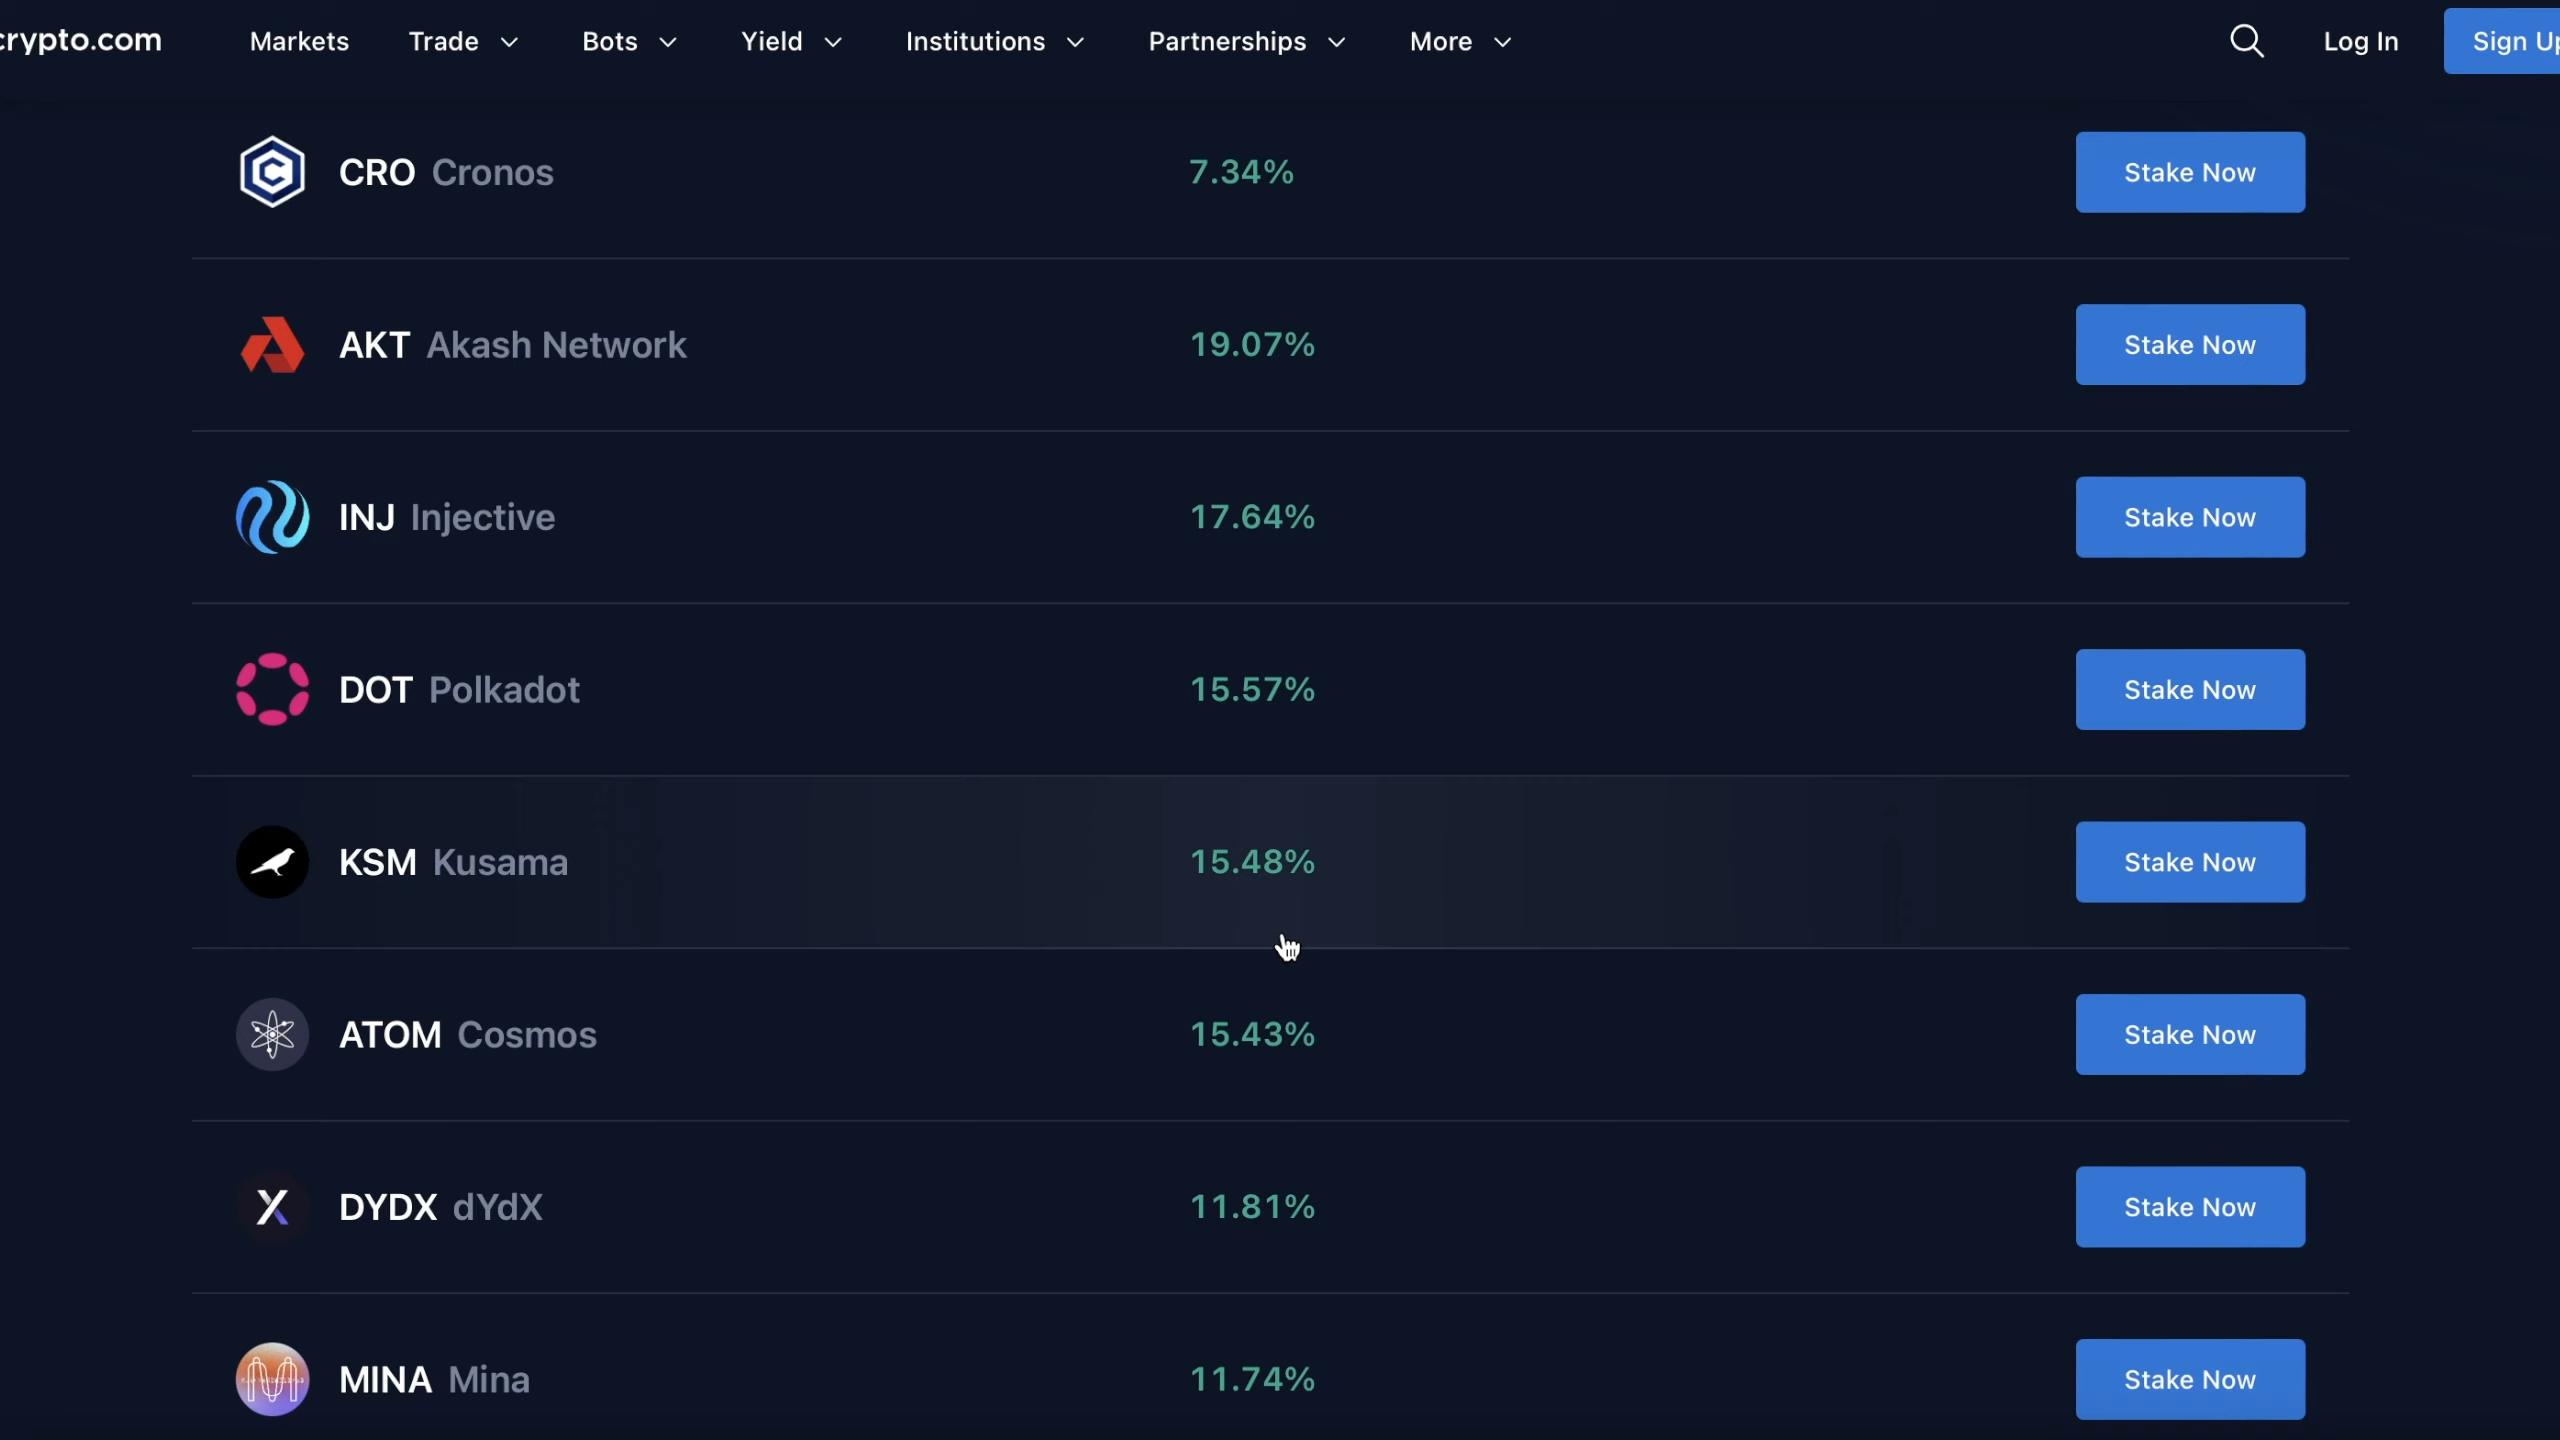 crypto.com Markets Trade Bots Yield Institutions Partnerships More Log In Sign Up
CRO Cronos 7.34% Stake Now
AKT Akash Network 19.07% Stake Now
INJ Injective 17.64% Stake Now
DOT Polkadot 15.57% Stake Now
KSM Kusama 15.48% Stake Now
ATOM Cosmos 15.43% Stake Now
DYDX dYdX 11.81% Stake Now
MINA Mina 11.74% Stake Now